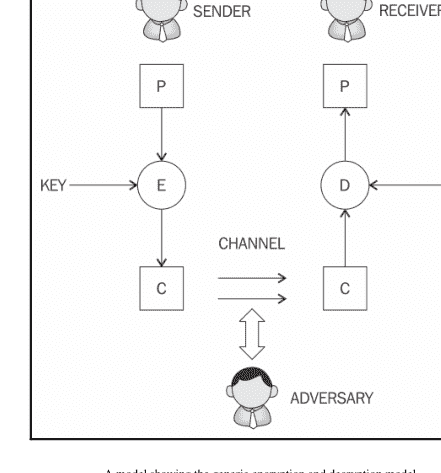 SENDER RECEIVER
P P
KEY E D
CHANNEL
C C
ADVERSARY
A model showing the generic encryption and decryption model